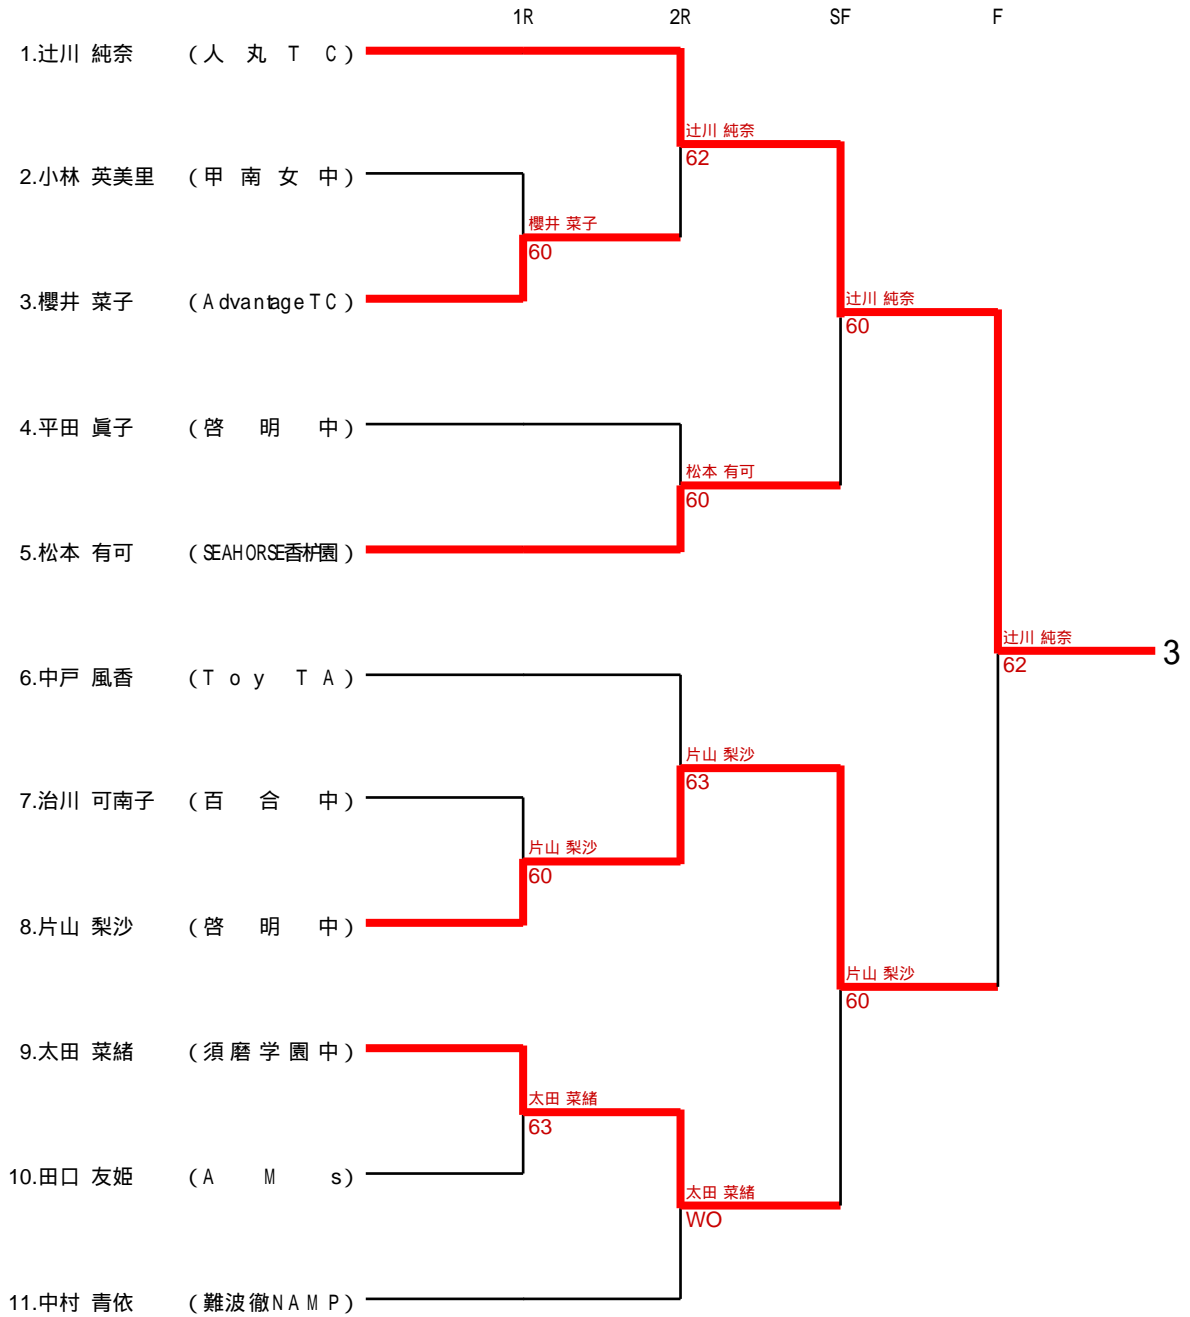 1R 2R SF F
1.辻川 純奈 (人 丸 T C)
辻川 純奈
62
2.小林 英美里 (甲 南 女 中)
櫻井 菜子
60
3.櫻井 菜子 (AdvantageTC)
辻川 純奈
60
4.平田 眞子 (啓 明 中)
松本 有可
60
5.松本 有可 (SEAHORSE香枦園)
辻川 純奈
62
3
6.中戸 風香 (Toy TA)
片山 梨沙
63
7.治川 可南子 (百 合 中)
片山 梨沙
60
8.片山 梨沙 (啓 明 中)
片山 梨沙
60
9.太田 菜緒 (須磨学園中)
太田 菜緒
63
10.田口 友姫 (A M s)
太田 菜緒
WO
11.中村 青依 (難波徹NAMP)